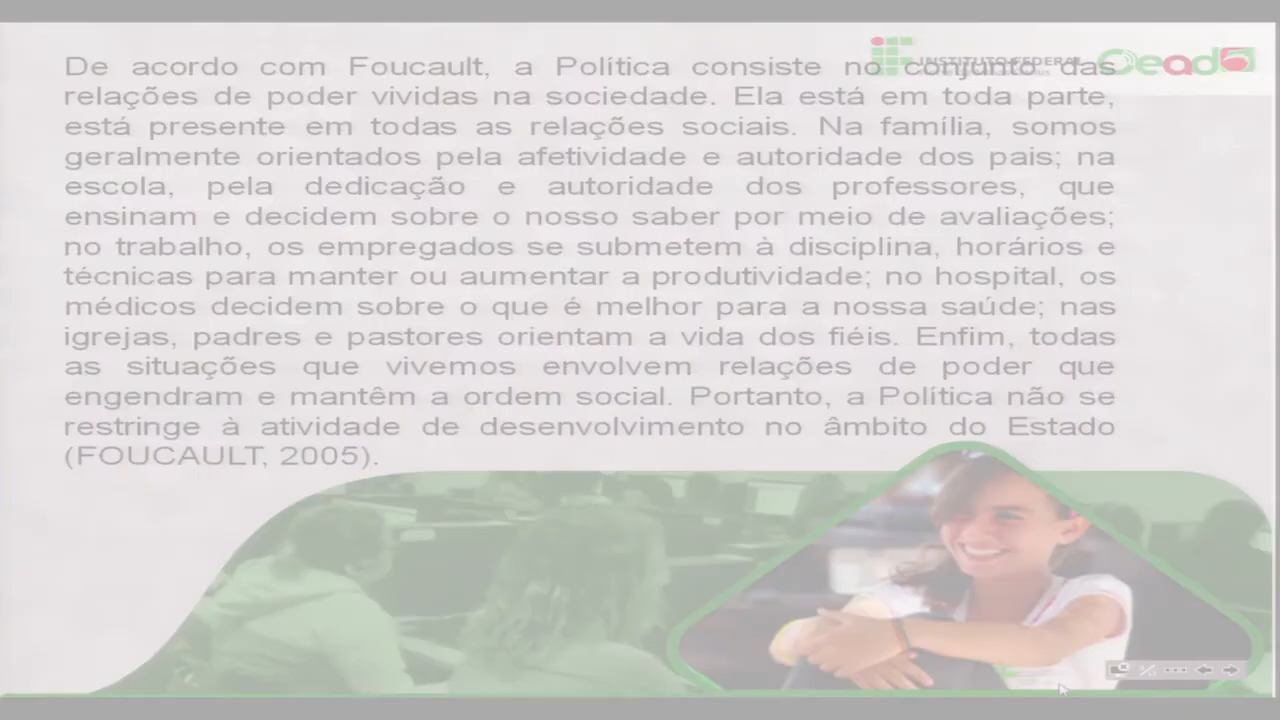 De acordo com Foucault, a Política consiste no conjunto das
relações de poder vividas na sociedade. Ela está em toda parte,
está presente em todas as relações sociais. Na família, somos
geralmente orientados pela afetividade e autoridade dos pais; na
escola, pela dedicação e autoridade dos professores, que
ensinam e decidem sobre o nosso saber por meio de avaliações;
no trabalho, os empregados se submetem à disciplina, horários e
técnicas para manter ou aumentar a produtividade; no hospital, os
médicos decidem sobre o que é melhor para a nossa saúde; nas
igrejas, padres e pastores orientam a vida dos fiéis. Enfim, todas
as situações que vivemos envolvem relações de poder que
engendram e mantêm a ordem social. Portanto, a Política não se
restringe à atividade de desenvolvimento no âmbito do Estado
(FOUCAULT, 2005).
INSTITUTO FEDERAL
Cead